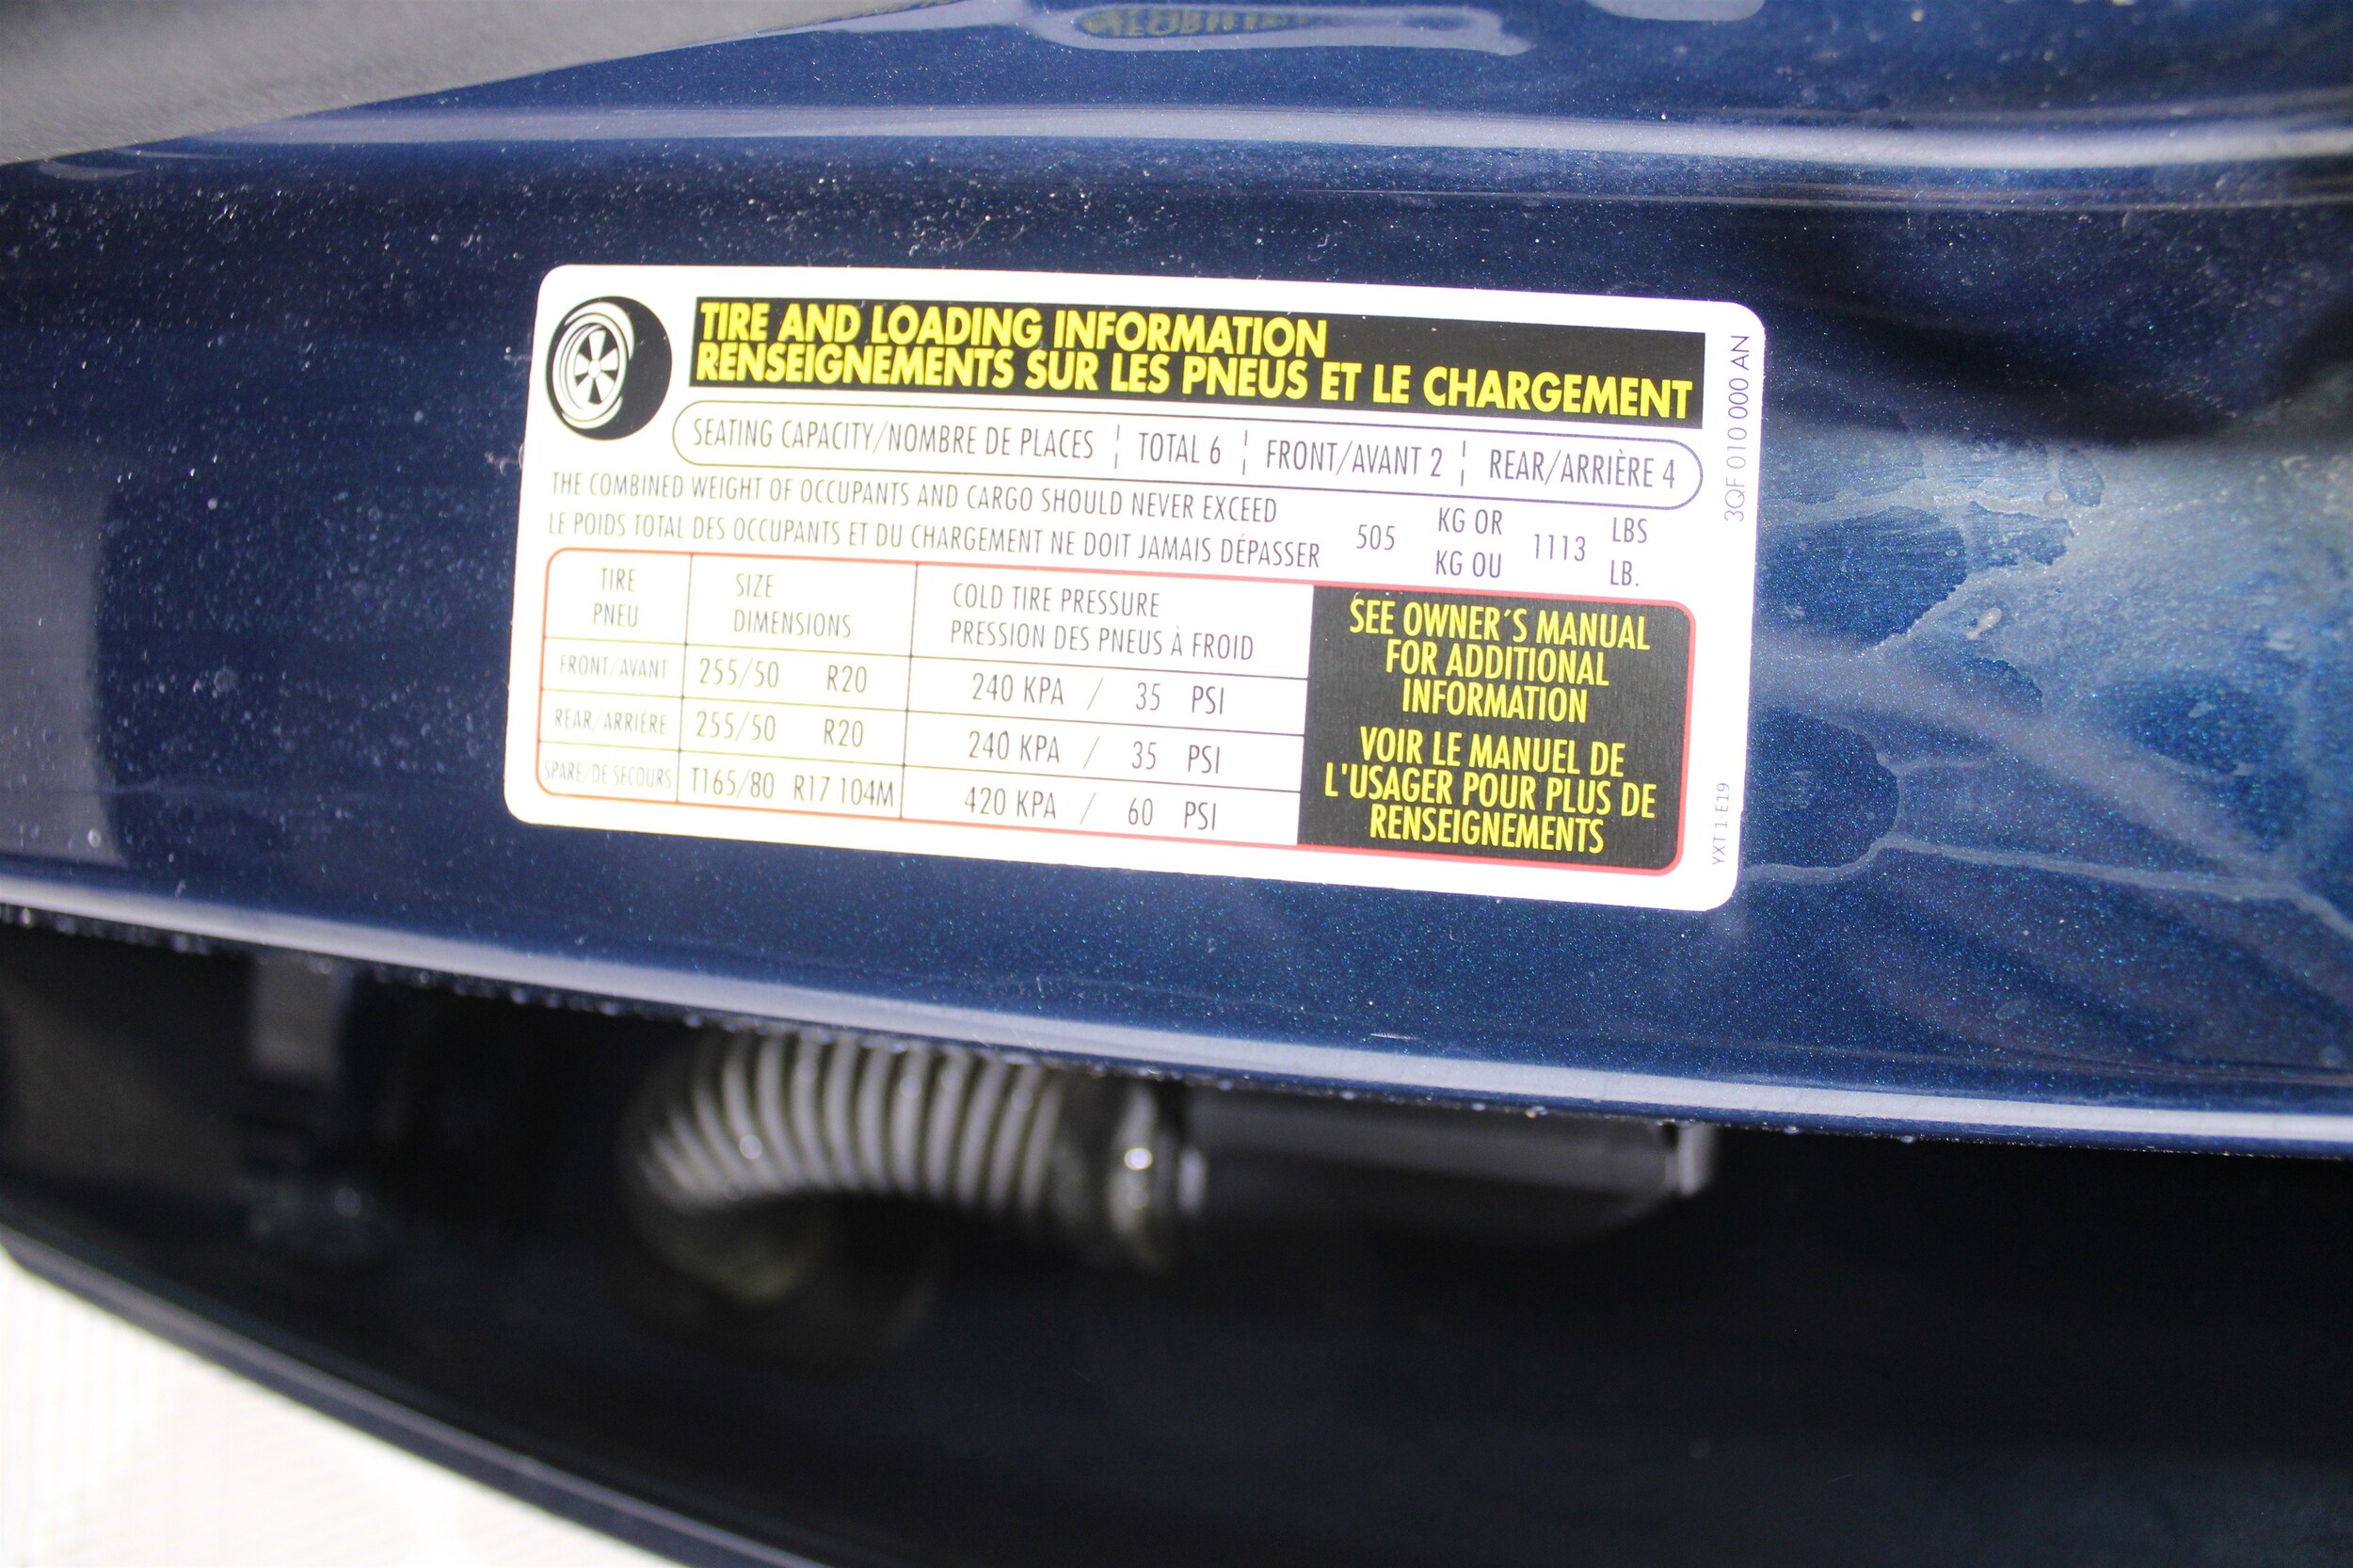 TIRE AND LOADING INFORMATION
RENSEIGNEMENTS SUR LES PNEUS ET LE CHARGEMENT
SEATING CAPACITY/NOMBRE DE PLACES ¦ TOTAL 6 ¦ FRONT/AVANT 2 ¦ REAR/ARRIÈRE 4
THE COMBINED WEIGHT OF OCCUPANTS AND CARGO SHOULD NEVER EXCEED
LE POIDS TOTAL DES OCCUPANTS ET DU CHARGEMENT NE DOIT JAMAIS DÉPASSER
505 KG OR 1113 LBS
KG OU LB.
TIRE SIZE COLD TIRE PRESSURE
PNEU DIMENSIONS PRESSION DES PNEUS À FROID
FRONT/AVANT 255/50 R20 240 KPA / 35 PSI
REAR/ARRIÈRE 255/50 R20 240 KPA / 35 PSI
SPARE/DE SECOURS T165/80 R17 104M 420 KPA / 60 PSI
SEE OWNER´S MANUAL
FOR ADDITIONAL
INFORMATION
VOIR LE MANUEL DE
L'USAGER POUR PLUS DE
RENSEIGNEMENTS
3QF 010 000 AN
YXT 1 E19